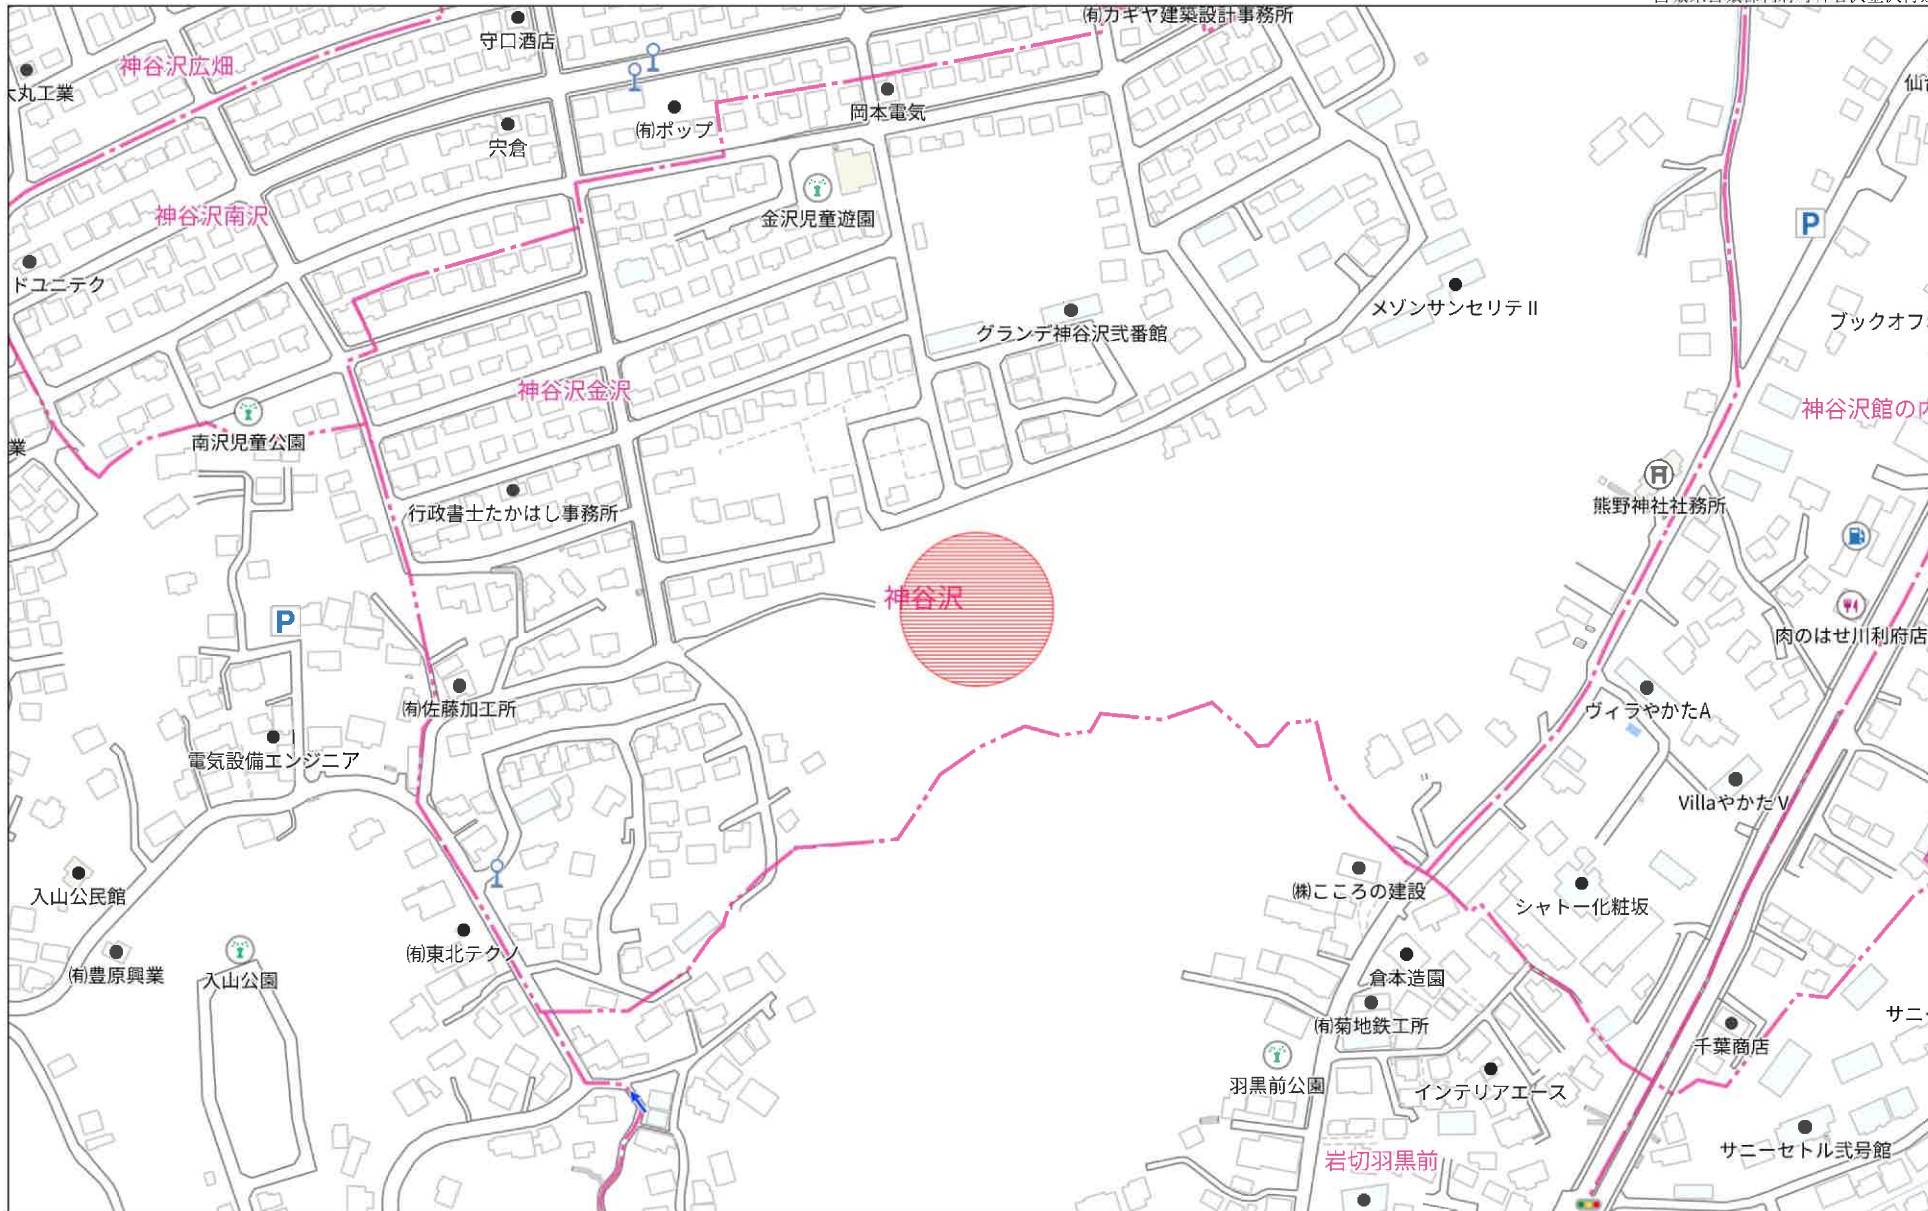 ㈲カギヤ建築設計事務所
守口酒店
神谷沢広畑
大丸工業
㈲ポップ
岡本電気
宍倉
神谷沢南沢
金沢児童遊園
P
ドユニテク
メゾンサンセリテⅡ
グランデ神谷沢弐番館
ブックオフ
神谷沢金沢
神谷沢館の内
南沢児童公園
業
行政書士たかはし事務所
熊野神社社務所
神谷沢
P
肉のはせ川利府店
㈲佐藤加工所
ヴィラやかたA
電気設備エンジニア
VillaやかたⅤ
入山公民館
㈱こころの建設
シャトー化粧坂
㈲東北テクノ
㈲豊原興業
入山公園
倉本造園
㈲菊地鉄工所
サニー
千葉商店
羽黒前公園
インテリアエース
サニーセトル弐号館
岩切羽黒前